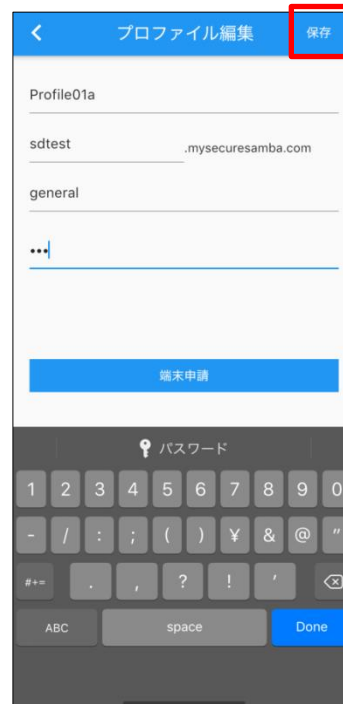 プロファイル編集 保存
Profile01a
sdtest .mysecuresamba.com
general
•••
端末申請
パスワード
1 2 3 4 5 6 7 8 9 0
- / : ; ( ) ¥ & @ "
#+= . , ? ! ′
ABC space Done